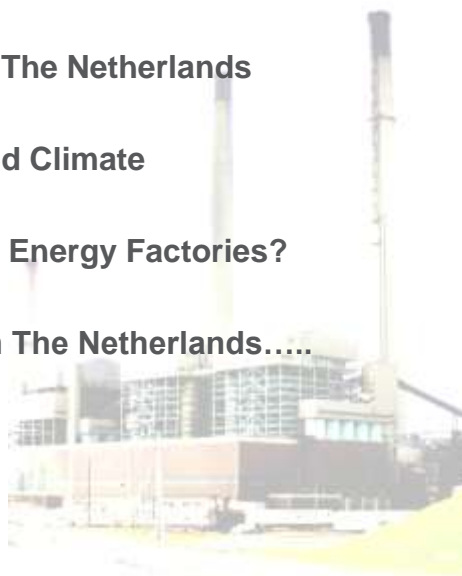 The Netherlands
d Climate
Energy Factories?
The Netherlands.....